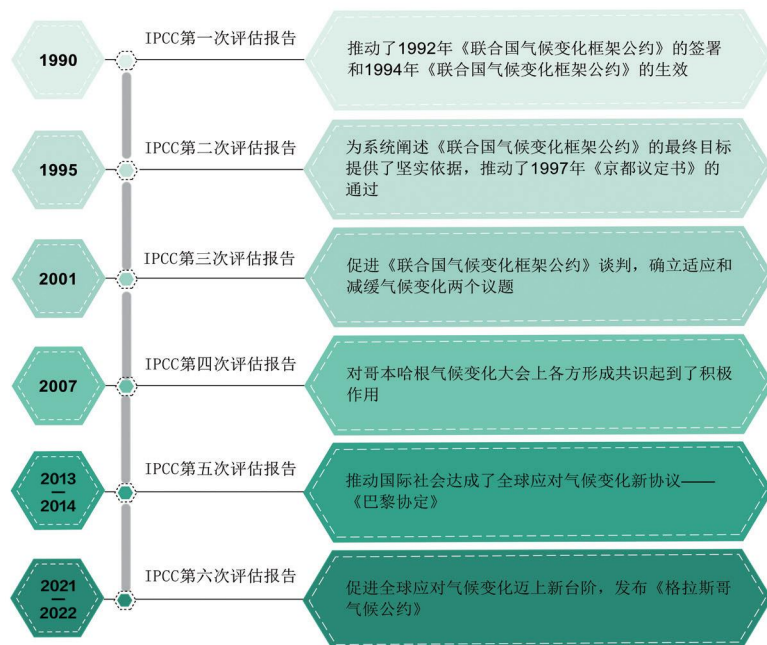 1990
IPCC第一次评估报告
推动了1992年《联合国气候变化框架公约》的签署
和1994年《联合国气候变化框架公约》的生效
1995
IPCC第二次评估报告
为系统阐述《联合国气候变化框架公约》的最终目标
提供了坚实依据，推动了1997年《京都议定书》的
通过
2001
IPCC第三次评估报告
促进《联合国气候变化框架公约》谈判，确立适应和
减缓气候变化两个议题
2007
IPCC第四次评估报告
对哥本哈根气候变化大会上各方形成共识起到了积极
作用
2013
—
2014
IPCC第五次评估报告
推动国际社会达成了全球应对气候变化新协议——
《巴黎协定》
2021
—
2022
IPCC第六次评估报告
促进全球应对气候变化迈上新台阶，发布《格拉斯哥
气候公约》